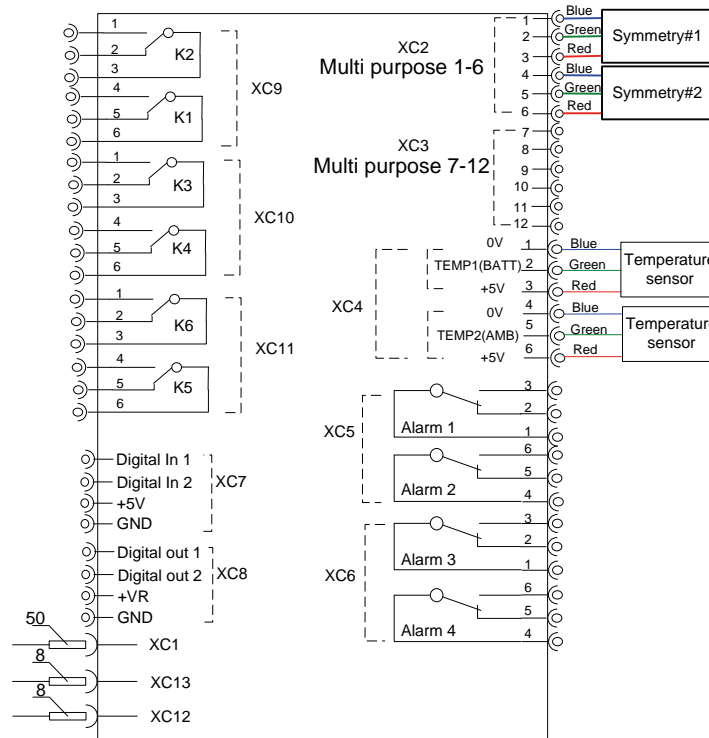 1
2
K2
3
4
5
K1
6
XC9
1
2
K3
3
4
5
K4
6
XC10
1
2
K6
3
4
5
K5
6
XC11
Digital In 1
Digital In 2
+5V
GND
XC7
Digital out 1
Digital out 2
+VR
GND
XC8
50
XC1
8
XC13
8
XC12
XC2
Multi purpose 1-6
1
2
3
4
5
6
Blue
Green
Red
Blue
Green
Red
Symmetry#1
Symmetry#2
XC3
Multi purpose 7-12
7
8
9
10
11
12
XC4
0V
1
Blue
TEMP1(BATT)
2
Green
+5V
3
Red
Temperature
sensor
0V
4
Blue
TEMP2(AMB)
5
Green
+5V
6
Red
Temperature
sensor
XC5
3
2
Alarm 1
1
6
5
Alarm 2
4
XC6
3
2
Alarm 3
1
6
5
Alarm 4
4